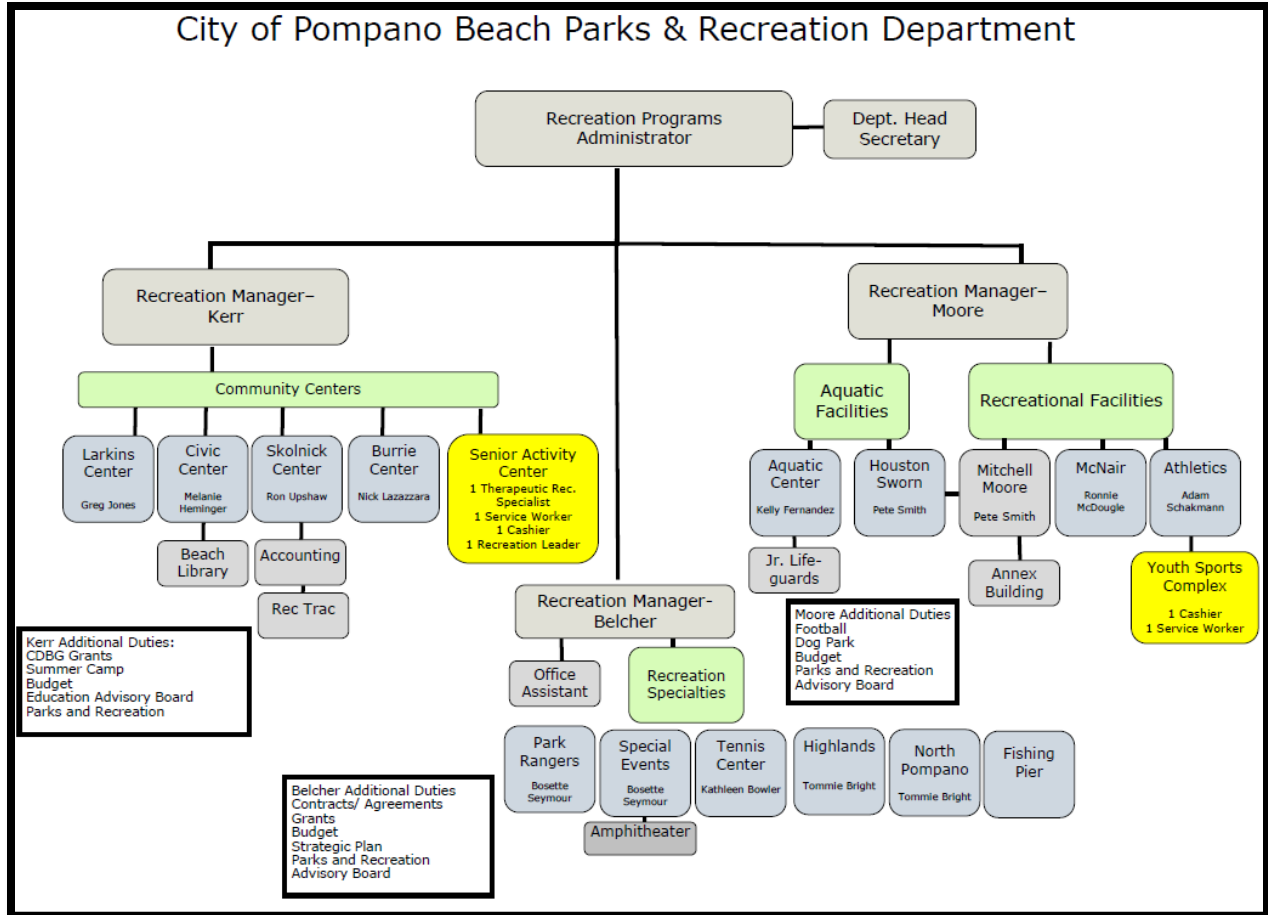 City of Pompano Beach Parks & Recreation Department
Recreation Programs
Administrator
Dept. Head
Secretary
Recreation Manager–
Kerr
Recreation Manager–
Moore
Community Centers
Aquatic
Facilities
Recreational Facilities
Larkins
Center
Greg Jones
Civic
Center
Melanie
Heminger
Skolnick
Center
Ron Upshaw
Burrie
Center
Nick Lazazzara
Senior Activity
Center
1 Therapeutic Rec.
Specialist
1 Service Worker
1 Cashier
1 Recreation Leader
Aquatic
Center
Kelly Fernandez
Houston
Sworn
Pete Smith
Mitchell
Moore
Pete Smith
McNair
Ronnie
McDougle
Athletics
Adam
Schakmann
Beach
Library
Accounting
Rec Trac
Jr. Life-
guards
Annex
Building
Youth Sports
Complex
1 Cashier
1 Service Worker
Recreation Manager-
Belcher
Office
Assistant
Recreation
Specialties
Kerr Additional Duties:
CDBG Grants
Summer Camp
Budget
Education Advisory Board
Parks and Recreation
Moore Additional Duties
Football
Dog Park
Budget
Parks and Recreation
Advisory Board
Park
Rangers
Bosette
Seymour
Special
Events
Bosette
Seymour
Tennis
Center
Kathleen Bowler
Highlands
Tommie Bright
North
Pompano
Tommie Bright
Fishing
Pier
Amphitheater
Belcher Additional Duties
Contracts/ Agreements
Grants
Budget
Strategic Plan
Parks and Recreation
Advisory Board